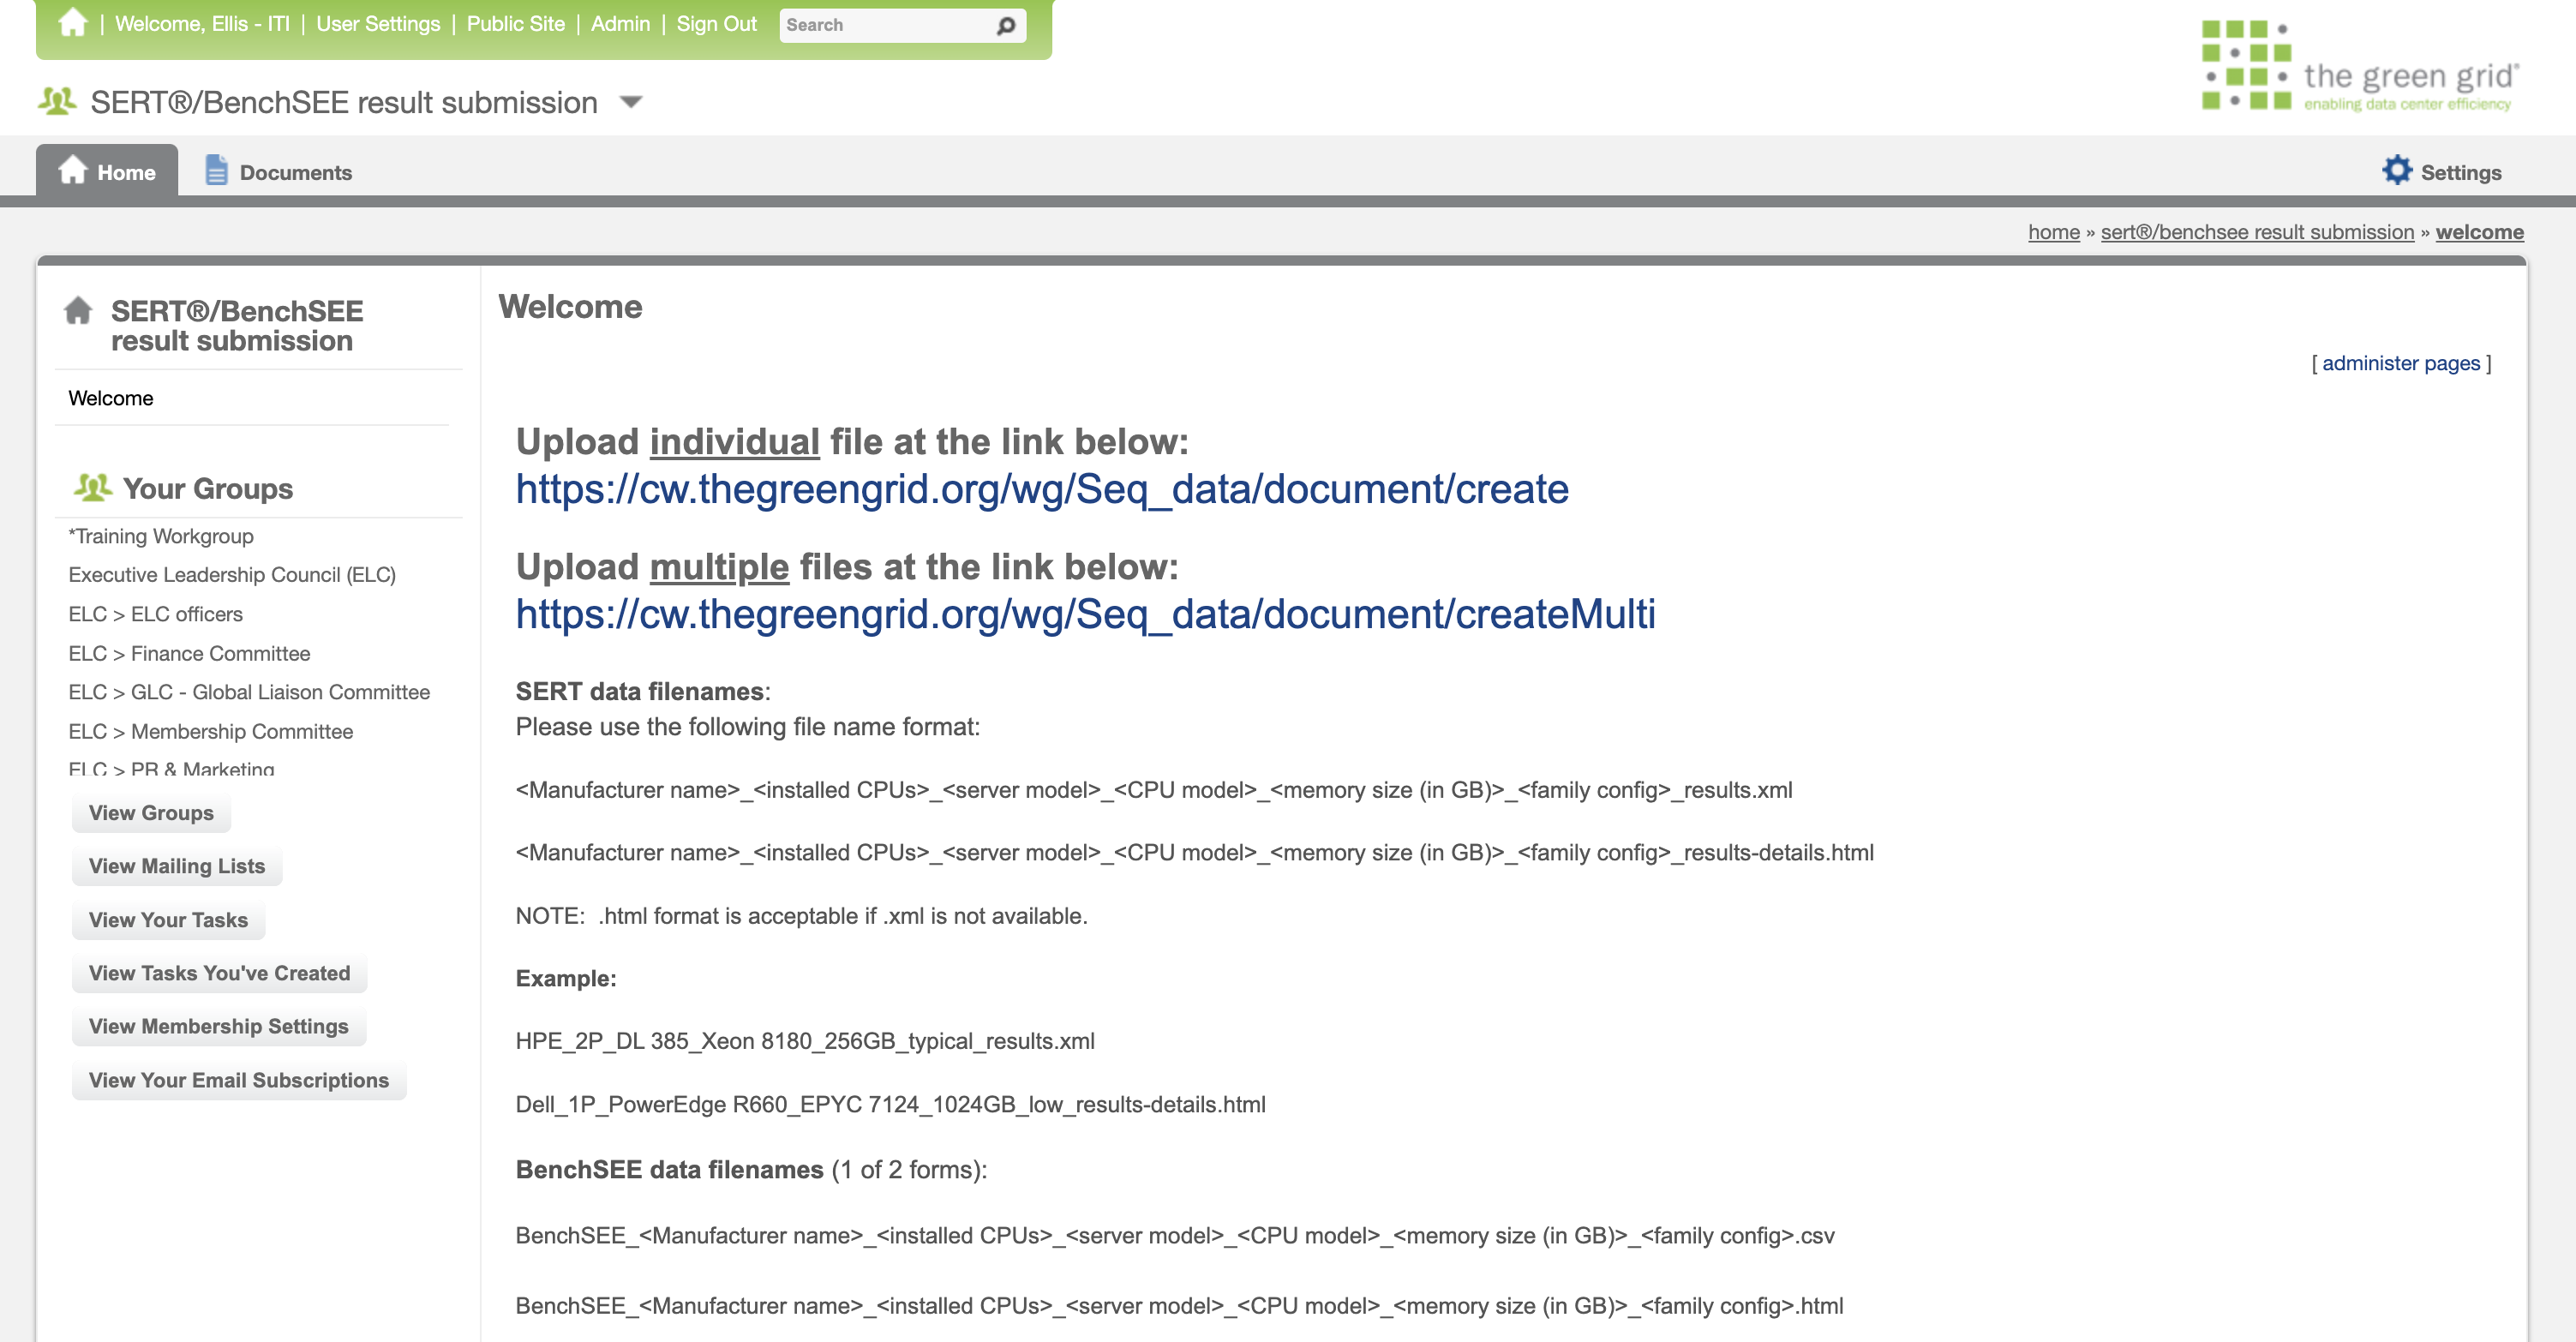 | Welcome, Ellis - ITI | User Settings | Public Site | Admin | Sign Out Search
the green grid®
enabling data center efficiency
SERT®/BenchSEE result submission
Home Documents Settings
home » sert®/benchsee result submission » welcome
SERT®/BenchSEE
result submission
Welcome
Your Groups
*Training Workgroup
Executive Leadership Council (ELC)
ELC > ELC officers
ELC > Finance Committee
ELC > GLC - Global Liaison Committee
ELC > Membership Committee
ELC > PR & Marketing
View Groups
View Mailing Lists
View Your Tasks
View Tasks You've Created
View Membership Settings
View Your Email Subscriptions
Welcome
[ administer pages ]
Upload individual file at the link below:
https://cw.thegreengrid.org/wg/Seq_data/document/create
Upload multiple files at the link below:
https://cw.thegreengrid.org/wg/Seq_data/document/createMulti
SERT data filenames:
Please use the following file name format:
<Manufacturer name>_<installed CPUs>_<server model>_<CPU model>_<memory size (in GB)>_<family config>_results.xml
<Manufacturer name>_<installed CPUs>_<server model>_<CPU model>_<memory size (in GB)>_<family config>_results-details.html
NOTE:  .html format is acceptable if .xml is not available.
Example:
HPE_2P_DL 385_Xeon 8180_256GB_typical_results.xml
Dell_1P_PowerEdge R660_EPYC 7124_1024GB_low_results-details.html
BenchSEE data filenames (1 of 2 forms):
BenchSEE_<Manufacturer name>_<installed CPUs>_<server model>_<CPU model>_<memory size (in GB)>_<family config>.csv
BenchSEE_<Manufacturer name>_<installed CPUs>_<server model>_<CPU model>_<memory size (in GB)>_<family config>.html